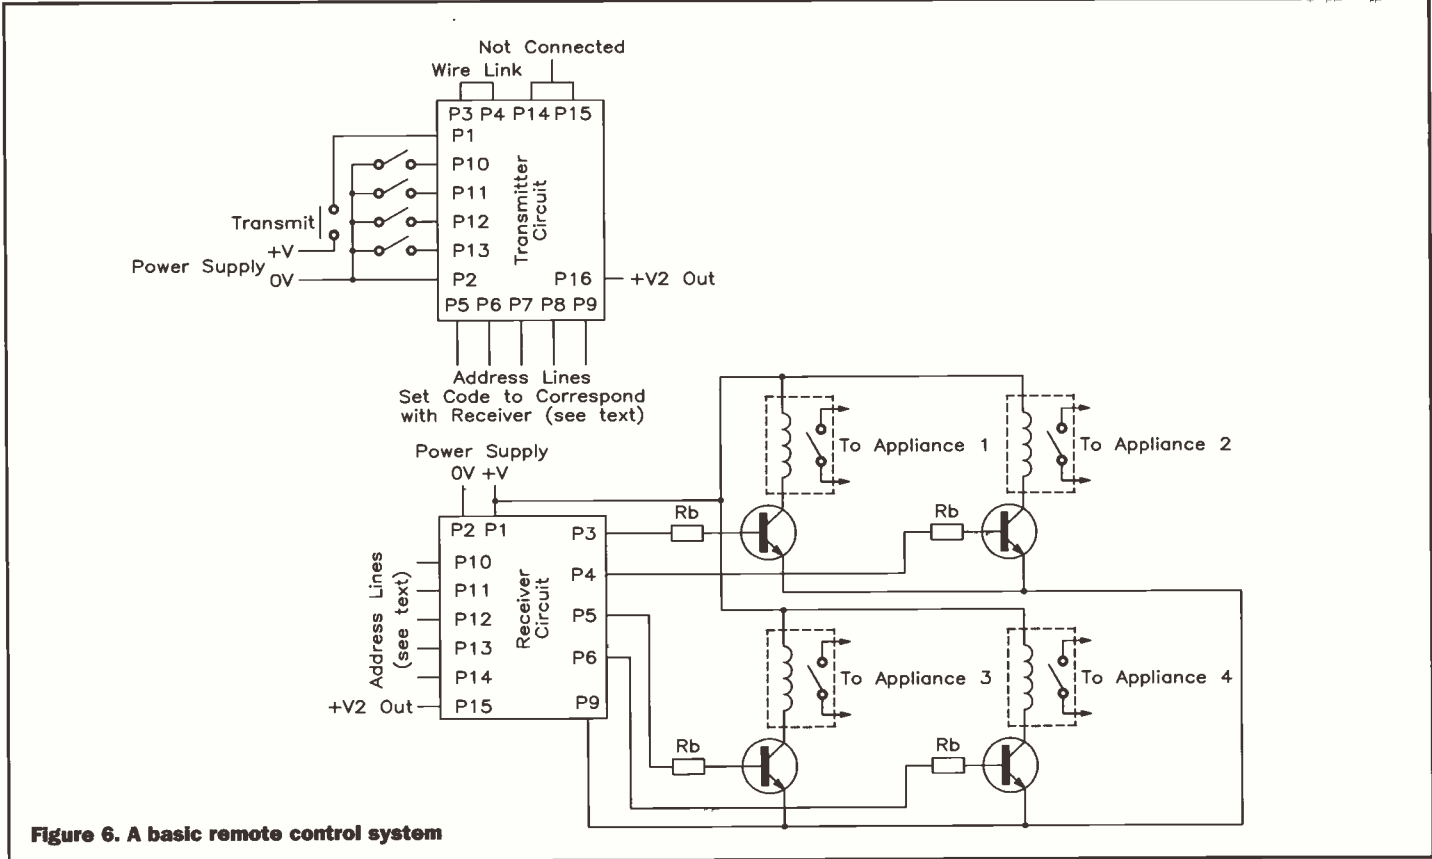 Not Connected
Wire Link
P3 P4 P14 P15
P1
P10
P11
P12
P13
P2
Transmitter
Circuit
P16
+V2 Out
Transmit
+V
Power Supply
0V
P5 P6 P7 P8 P9
Address Lines
Set Code to Correspond
with Receiver (see text)
Power Supply
0V +V
P2 P1
P10
P11
P12
P13
P14
P15
Address Lines
(see text)
+V2 Out
Receiver
Circuit
P3
P4
P5
P6
P9
Rb
To Appliance 1
Rb
To Appliance 2
Rb
To Appliance 3
Rb
To Appliance 4
Figure 6. A basic remote control system